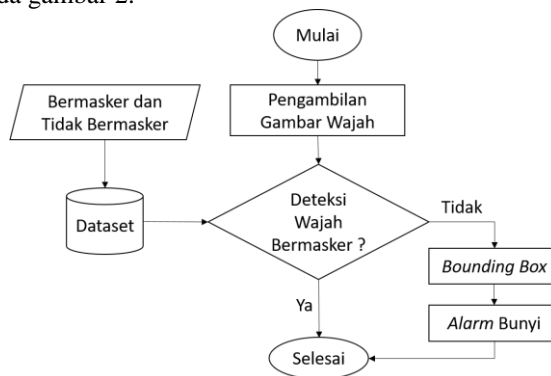 da gambar 2.
Mulai
Bermasker dan
Tidak Bermasker
Pengambilan
Gambar Wajah
Dataset
Deteksi
Wajah
Bermasker ?
Tidak
Bounding Box
Ya
Alarm Bunyi
Selesai